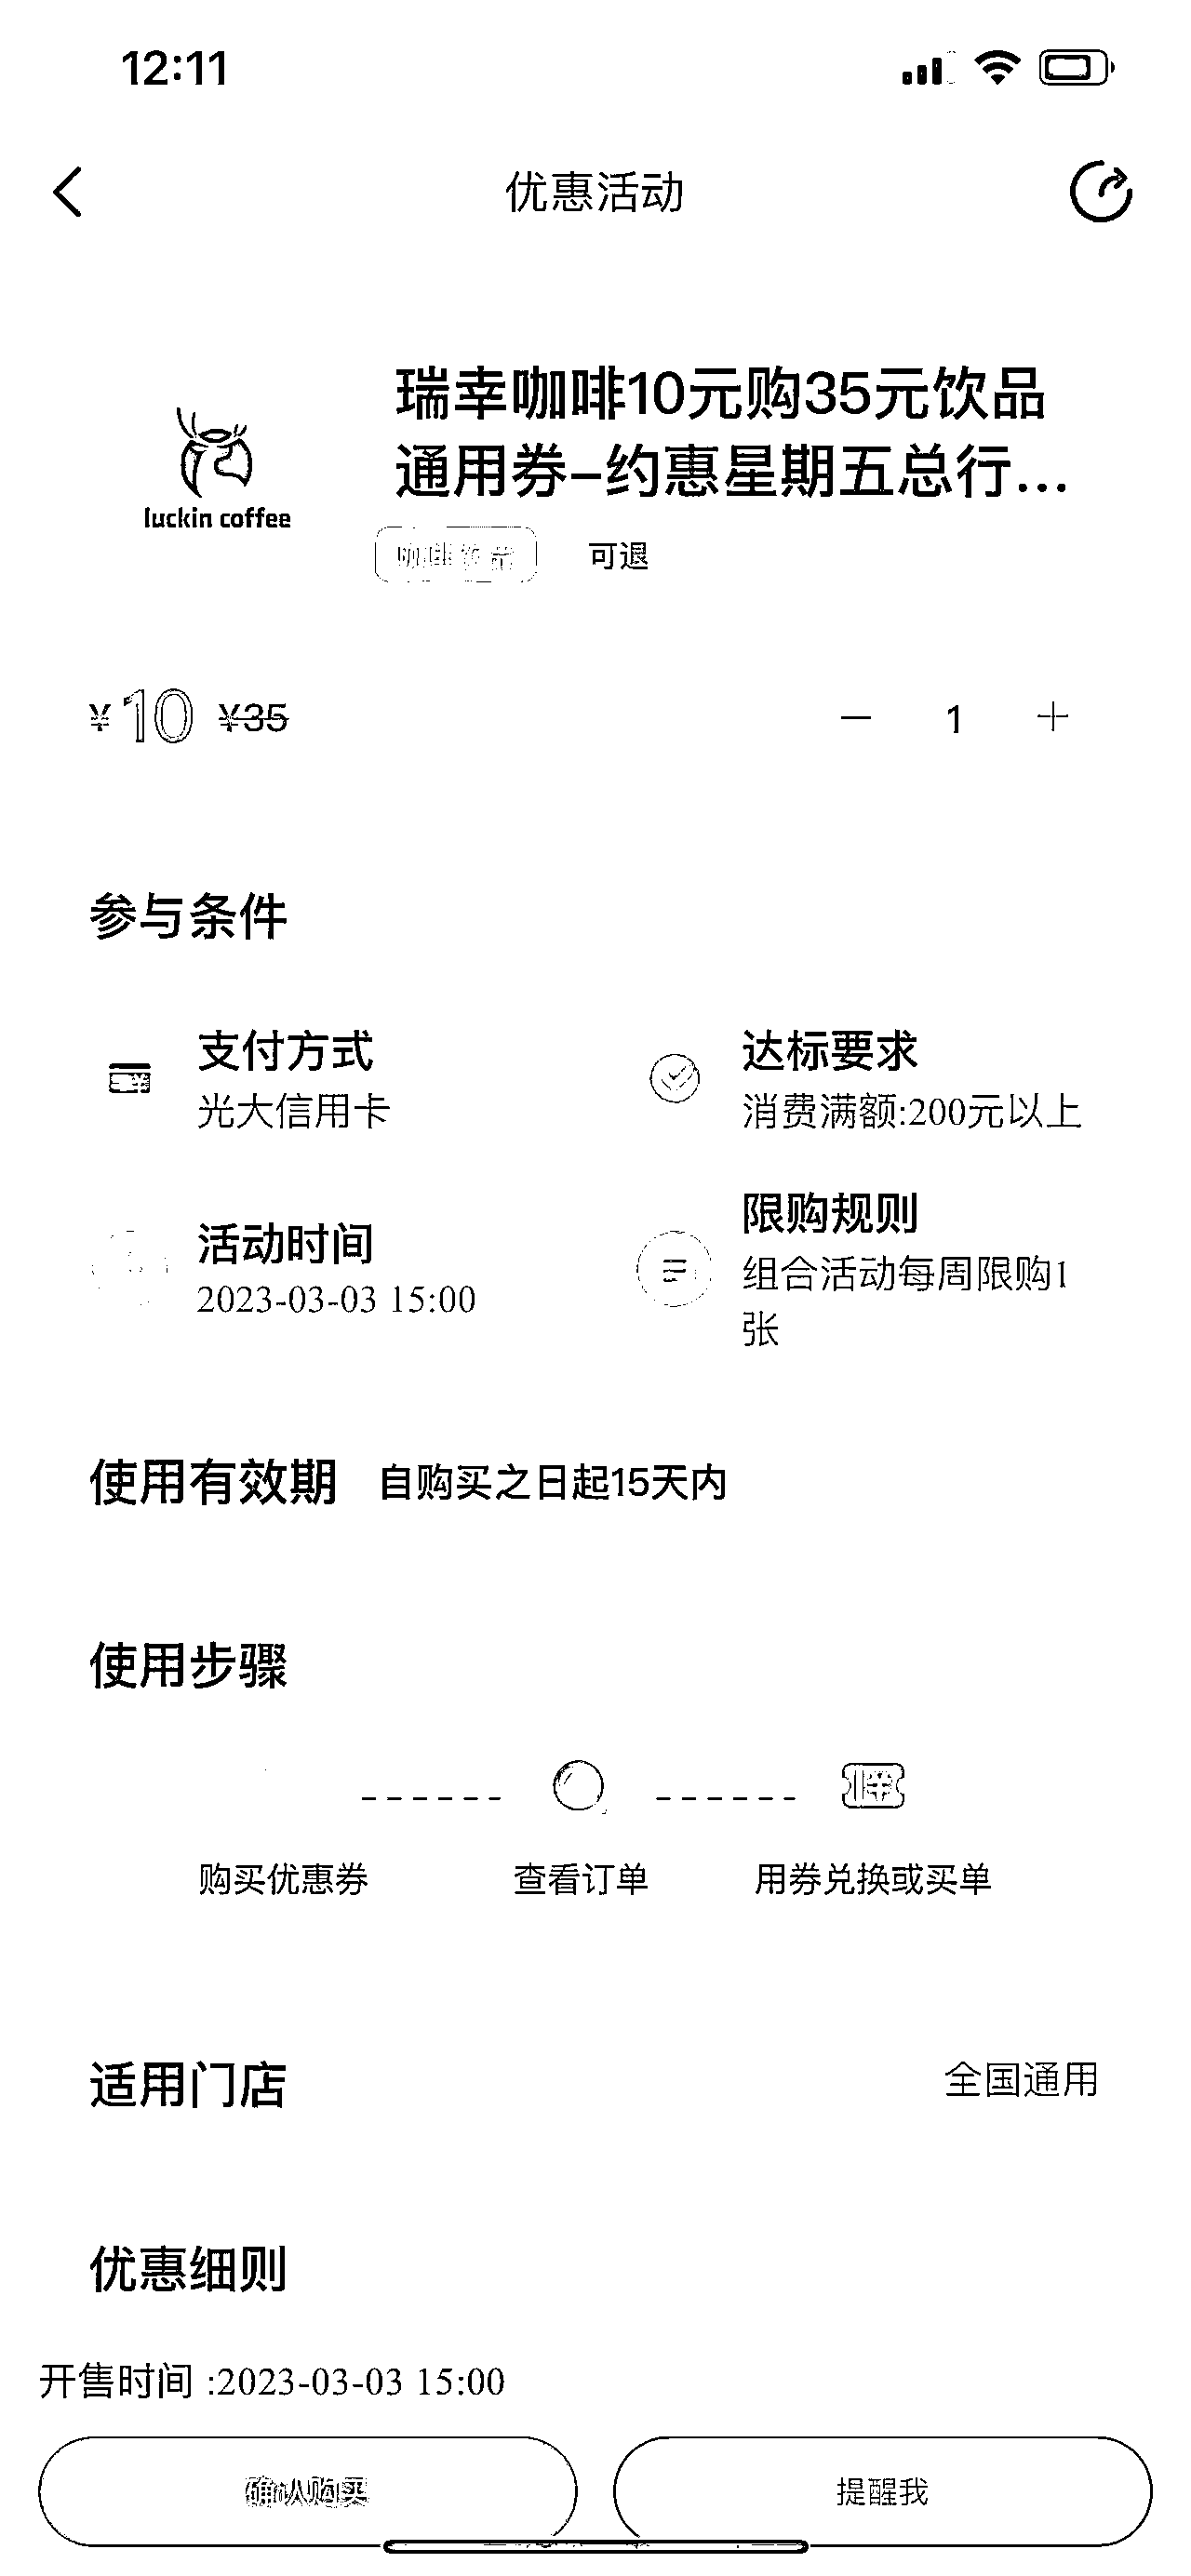 12:11
优惠活动
瑞幸咖啡10元购35元饮品
通用券-约惠星期五总行...
luckin coffee
可退
¥10 ¥35
1
参与条件
支付方式
光大信用卡
达标要求
消费满额:200元以上
活动时间
2023-03-03 15:00
限购规则
组合活动每周限购1
张
使用有效期 自购买之日起15天内
使用步骤
购买优惠券 查看订单 用券兑换或买单
适用门店 全国通用
优惠细则
开售时间 :2023-03-03 15:00
确认购买 提醒我